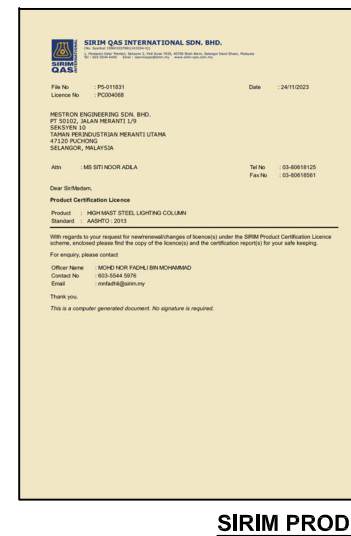 SIRIM QAS INTERNATIONAL SDN. BHD.
SIRIM
QAS
INTERNATIONAL
File No : P5-011831 Date : 24/11/2023
Licence No : PC004068
MESTRON ENGINEERING SDN. BHD.
PT 50102, JALAN MERANTI 1/9
SEKSYEN 10
TAMAN PERINDUSTRIAN MERANTI UTAMA
47120 PUCHONG
SELANGOR, MALAYSIA
Attn : MS SITI NOOR ADILA Tel No : 03-80618125
Fax No : 03-80618561
Dear Sir/Madam,
Product Certification Licence
Product : HIGH MAST STEEL LIGHTING COLUMN
Standard : AASHTO : 2013
With regards to your request for new/renewal/changes of licence(s) under the SIRIM Product Certification Licence
scheme, enclosed please find the copy of the licence(s) and the certification report(s) for your safe keeping.
For enquiry, please contact
Officer Name : MOHD NOR FADHLI BIN MOHAMMAD
Contact No : 603-5544 5976
Email : mnfadhli@sirim.my
Thank you.
This is a computer generated document. No signature is required.
SIRIM PROD